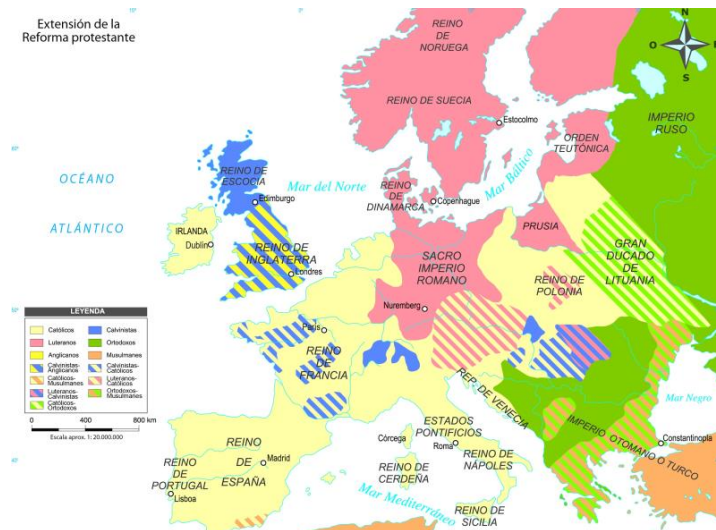 Extensión de la
Reforma protestante
0°
N
O
E
S
REINO
DE
NORUEGA
REINO DE SUECIA
Estocolmo
IMPERIO
RUSO
ORDEN
TEUTÓNICA
60°
REINO DE
ESCOCIA
OCÉANO
ATLÁNTICO
Mar del Norte
Mar Báltico
REINO
DE
DINAMARCA
Copenhague
Edimburgo
IRLANDA
Dublín
REINO DE
INGLATERRA
Londres
PRUSIA
GRAN
DUCADO
DE
LITUANIA
SACRO
IMPERIO
ROMANO
REINO DE
POLONIA
Nuremberg
50°
París
REINO
DE
FRANCIA
LEYENDA
Católicos
Calvinistas
Luteranos
Ortodoxos
Anglicanos
Musulmanes
Calvinistas-
Anglicanos
Calvinistas-
Católicos
Católicos-
Musulmanes
Luteranos-
Católicos
Luteranos-
Calvinistas
Ortodoxos-
Musulmanes
Católicos-
Ortodoxos
0
400
800 km
Escala aprox. 1: 20.000.000
REP. DE VENECIA
Mar Negro
ESTADOS
PONTIFICIOS
Córcega
Roma
REINO DE
NÁPOLES
IMPERIO OTOMANO O TURCO
Constantinopla
REINO
DE
ESPAÑA
Madrid
REINO
DE
PORTUGAL
Lisboa
40°
REINO DE
CERDEÑA
Mar Mediterráneo
REINO DE
SICILIA